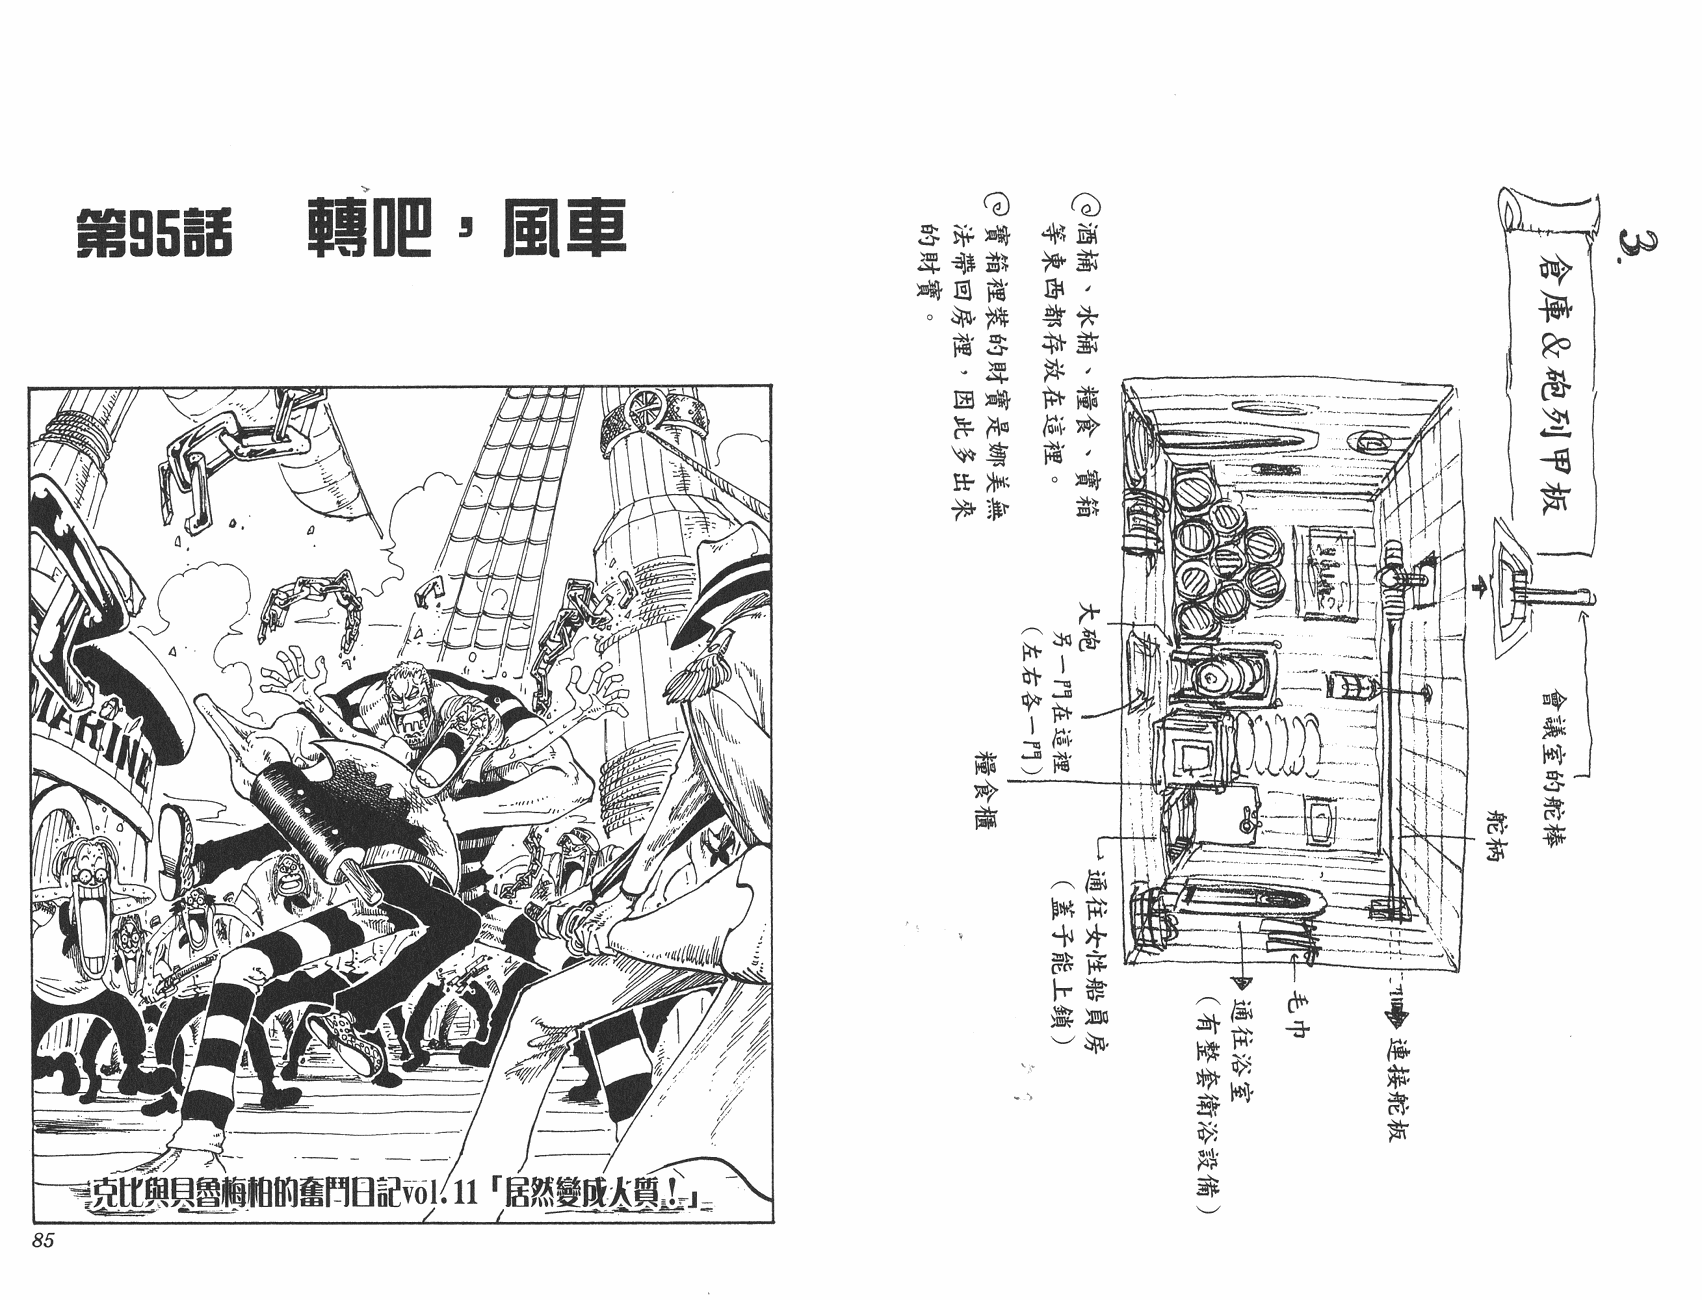 3.
倉庫&砲列甲板
會議室的舵棒
舵柄
連接舵板
毛巾
通往浴室
(有整套衛浴設備)
通往女性船員房
(蓋子能上鎖)
大砲
另一門在這裡
(左右各一門)
糧食櫃
酒桶、水桶、糧食、寶箱
等東西都存放在這裡。
寶箱裡裝的財寶是娜美無
法帶回房裡,因此多出來
的財寶。
第95話 轉吧,風車
MARINE
克比與貝魯梅柏的奮鬥日記vol.11「居然變成人質!」
85